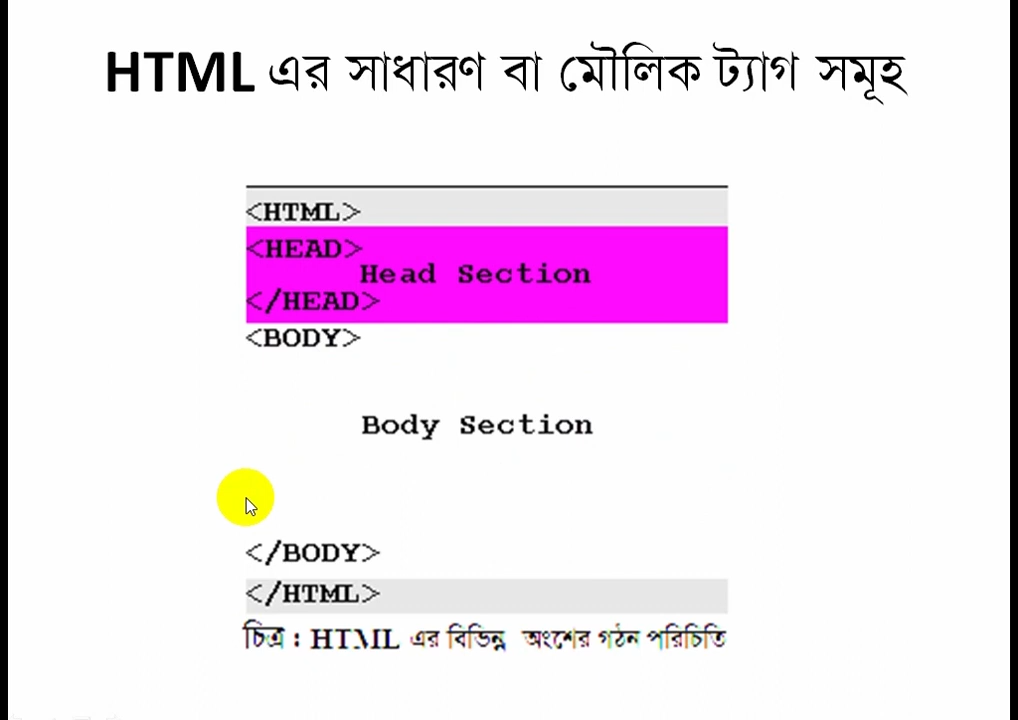 HTML এর সাধারণ বা মৌলিক ট্যাগ সমূহ
<HTML>
<HEAD>
Head Section
</HEAD>
<BODY>
Body Section
</BODY>
</HTML>
চিত্র : HTML এর বিভিন্ন অংশের গঠন পরিচিতি